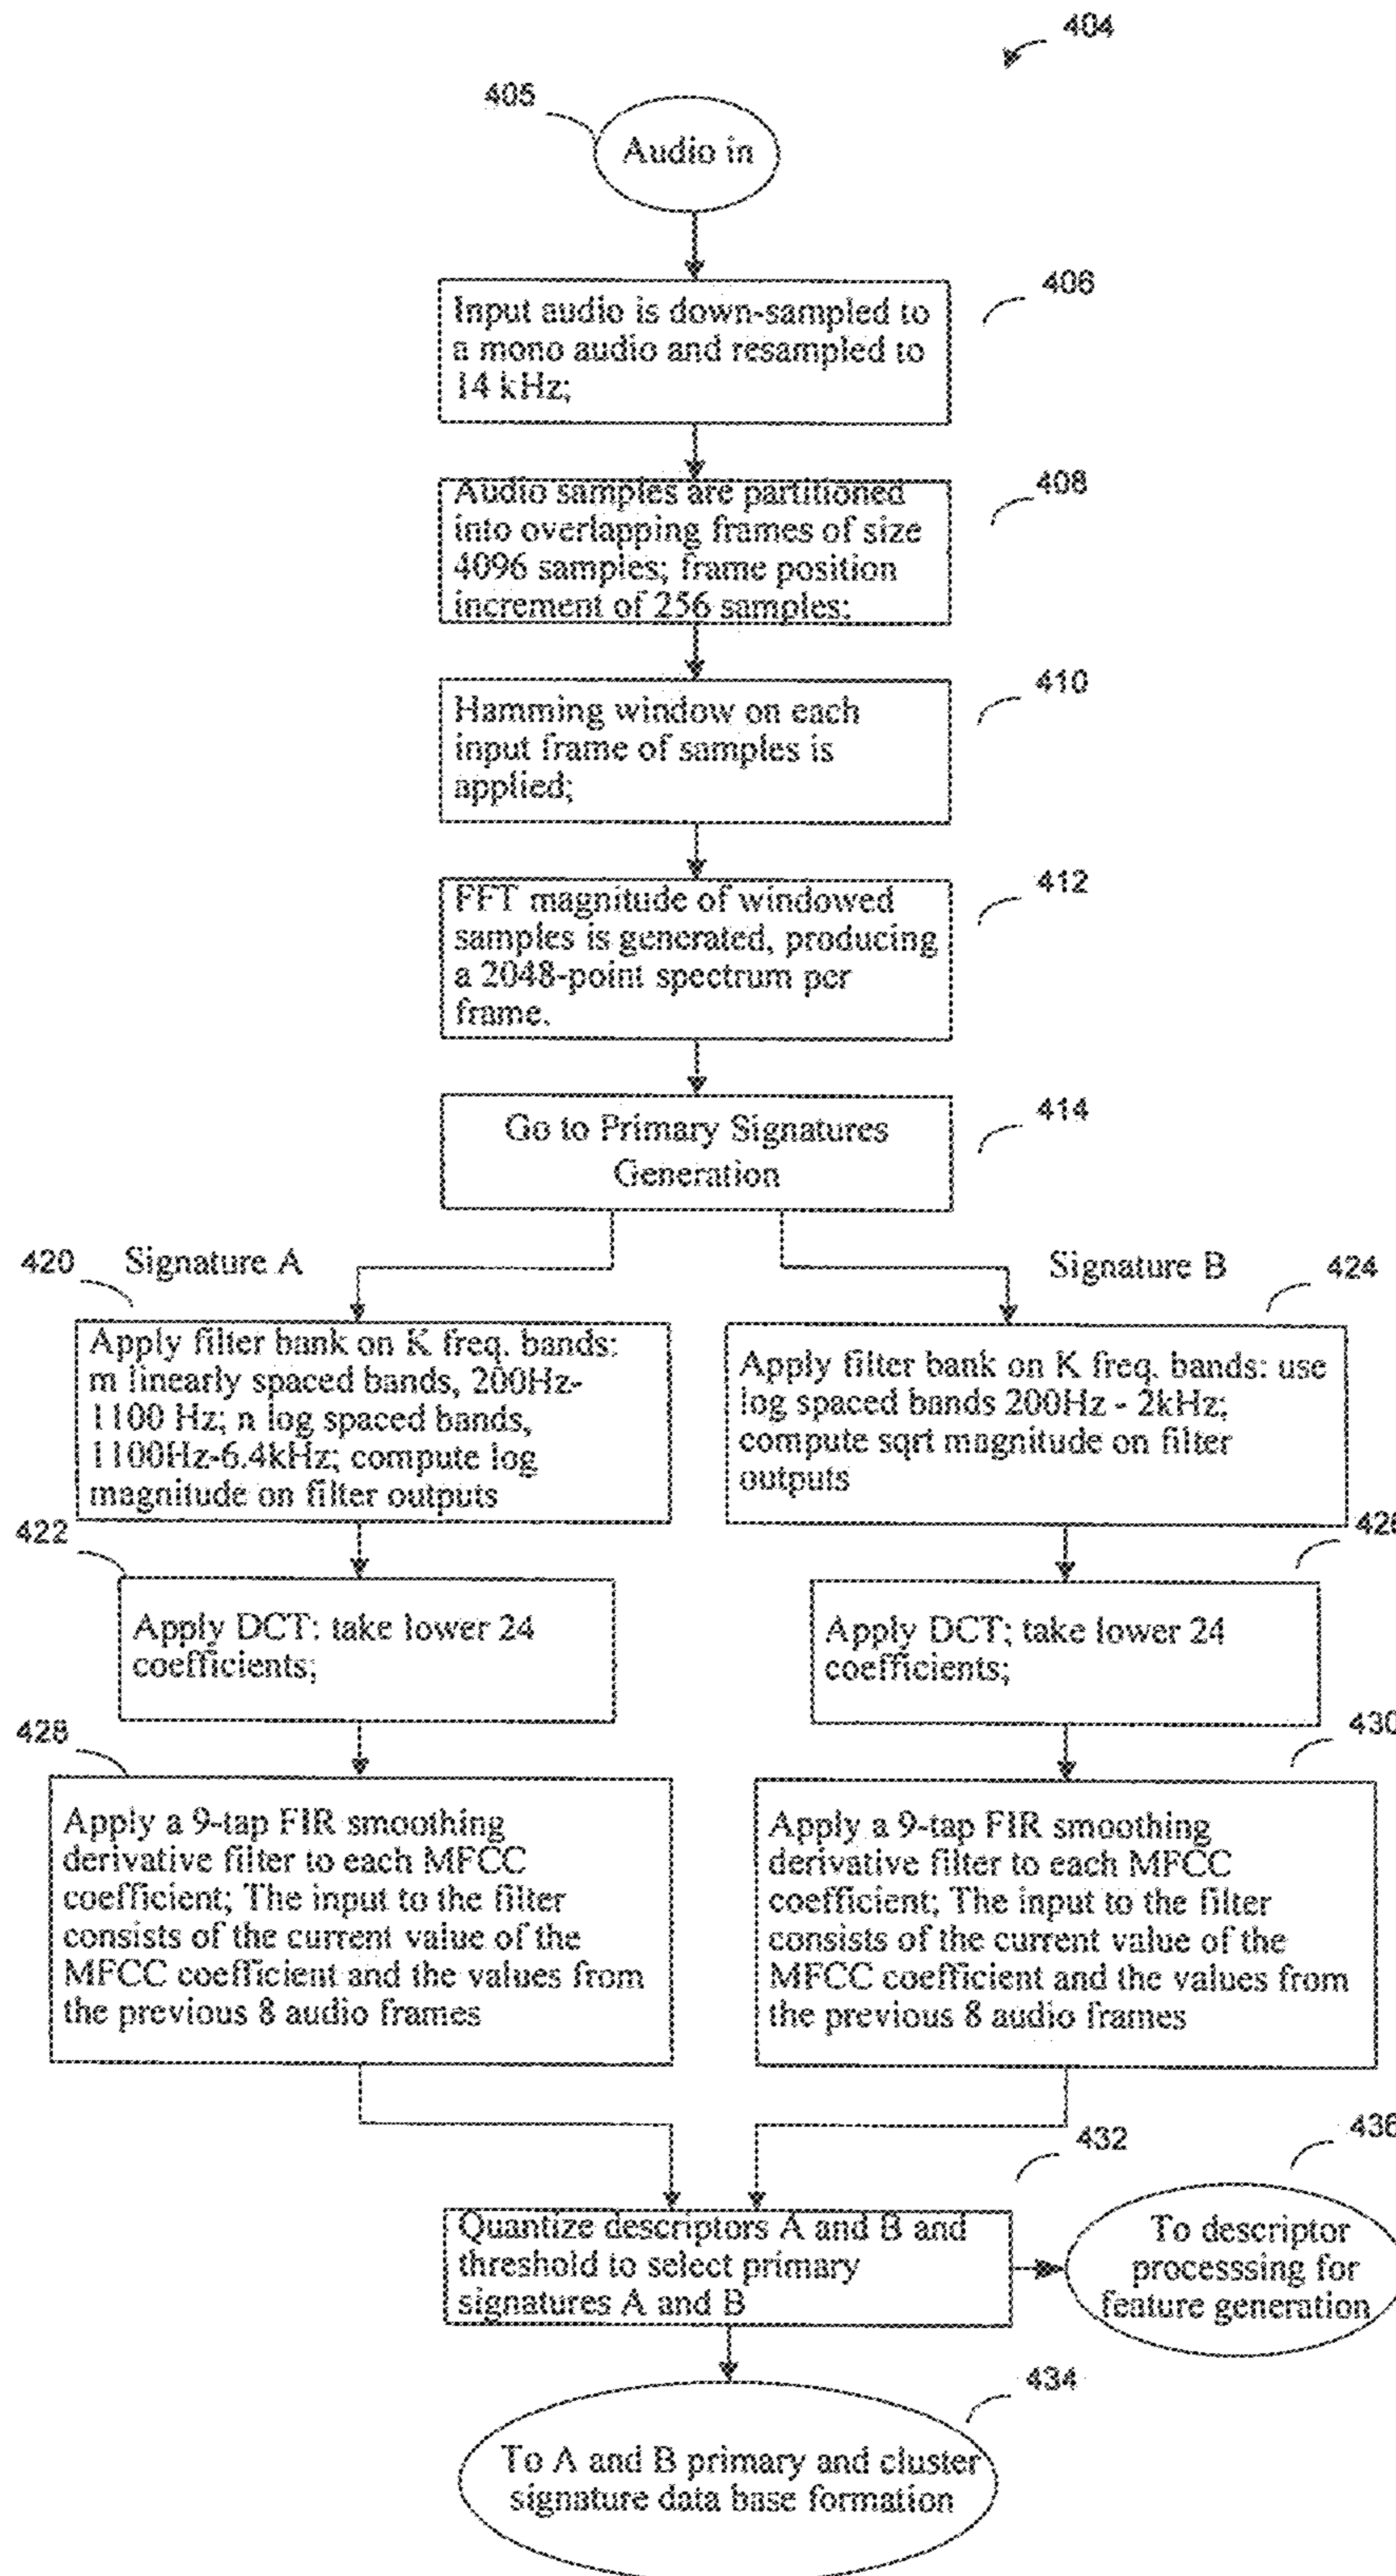 404
405
Audio in
406
Input audio is down-sampled to
a mono audio and resampled to
14 kHz;
408
Audio samples are partitioned
into overlapping frames of size
4096 samples; frame position
increment of 256 samples;
410
Hamming window on each
input frame of samples is
applied;
412
FFT magnitude of windowed
samples is generated, producing
a 2048-point spectrum per
frame.
414
Go to Primary Signatures
Generation
420
Signature A
Signature B
424
Apply filter bank on K freq. bands:
m linearly spaced bands, 200Hz-
1100 Hz; n log spaced bands,
1100Hz-6.4kHz; compute log
magnitude on filter outputs
Apply filter bank on K freq. bands: use
log spaced bands 200Hz - 2kHz;
compute sqrt magnitude on filter
outputs
422
426
Apply DCT: take lower 24
coefficients;
Apply DCT; take lower 24
coefficients;
428
430
Apply a 9-tap FIR smoothing
derivative filter to each MFCC
coefficient; The input to the filter
consists of the current value of the
MFCC coefficient and the values from
the previous 8 audio frames
Apply a 9-tap FIR smoothing
derivative filter to each MFCC
coefficient; The input to the filter
consists of the current value of the
MFCC coefficient and the values from
the previous 8 audio frames
432
436
Quantize descriptors A and B and
threshold to select primary
signatures A and B
To descriptor
processsing for
feature generation
434
To A and B primary and cluster
signature data base formation